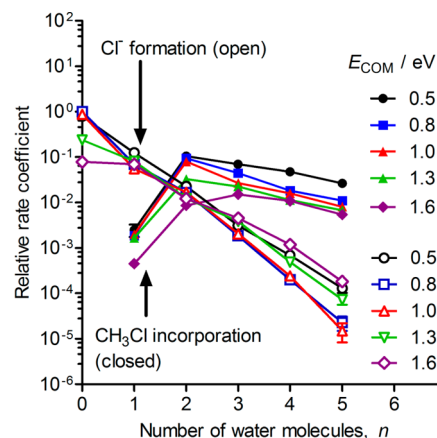 10²
10¹
10⁰
10⁻¹
10⁻²
10⁻³
10⁻⁴
10⁻⁵
10⁻⁶
Relative rate coefficient
Cl⁻ formation (open)
CH₃Cl incorporation
(closed)
0 1 2 3 4 5 6
Number of water molecules, n
E_COM / eV
0.5
0.8
1.0
1.3
1.6
0.5
0.8
1.0
1.3
1.6